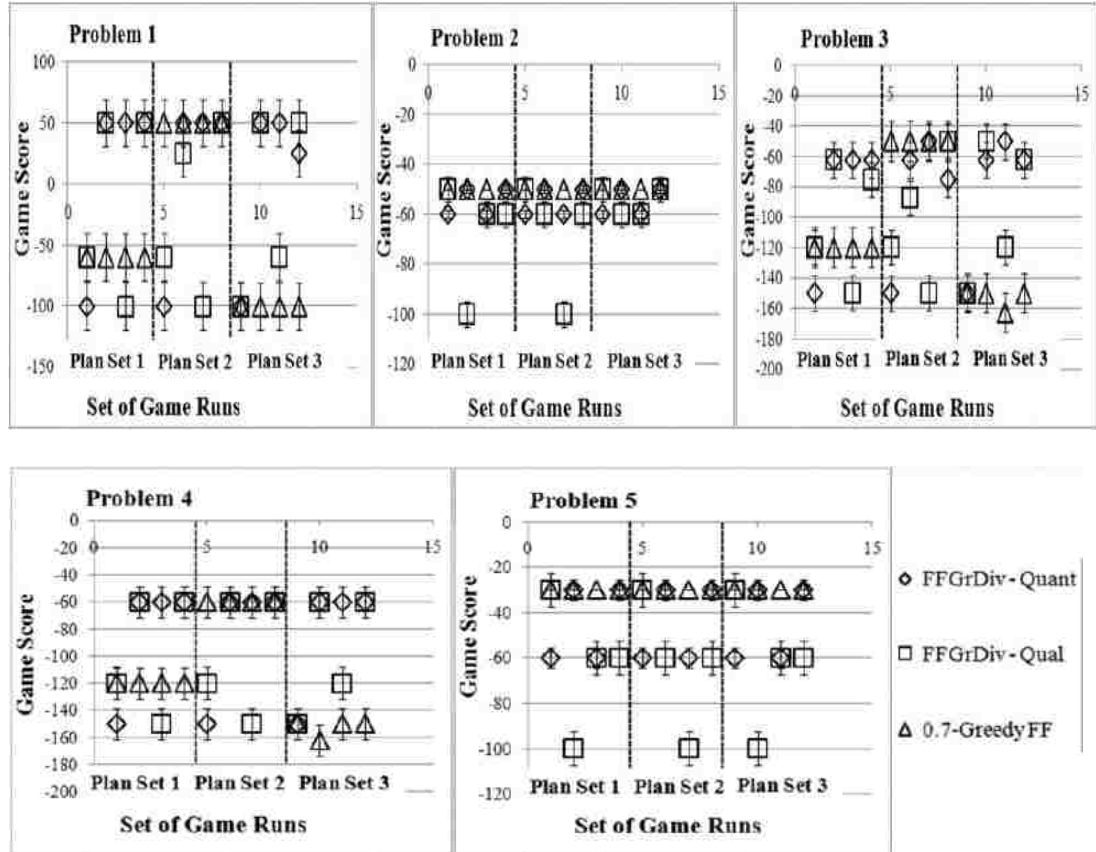 Problem 1
100
50
0
-50
-100
-150
0
5
10
15
Game Score
Plan Set 1
Plan Set 2
Plan Set 3
Set of Game Runs
Problem 2
0
-20
-40
-60
-80
-100
-120
0
5
10
15
Game Score
Plan Set 1
Plan Set 2
Plan Set 3
Set of Game Runs
Problem 3
0
-20
-40
-60
-80
-100
-120
-140
-160
-180
-200
0
5
10
15
Game Score
Plan Set 1
Plan Set 2
Plan Set 3
Set of Game Runs
Problem 4
0
-20
-40
-60
-80
-100
-120
-140
-160
-180
-200
0
5
10
15
Game Score
Plan Set 1
Plan Set 2
Plan Set 3
Set of Game Runs
Problem 5
0
-20
-40
-60
-80
-100
-120
0
5
10
15
Game Score
Plan Set 1
Plan Set 2
Plan Set 3
Set of Game Runs
FFGrDiv - Quant
FFGrDiv - Qual
0.7-Greedy FF